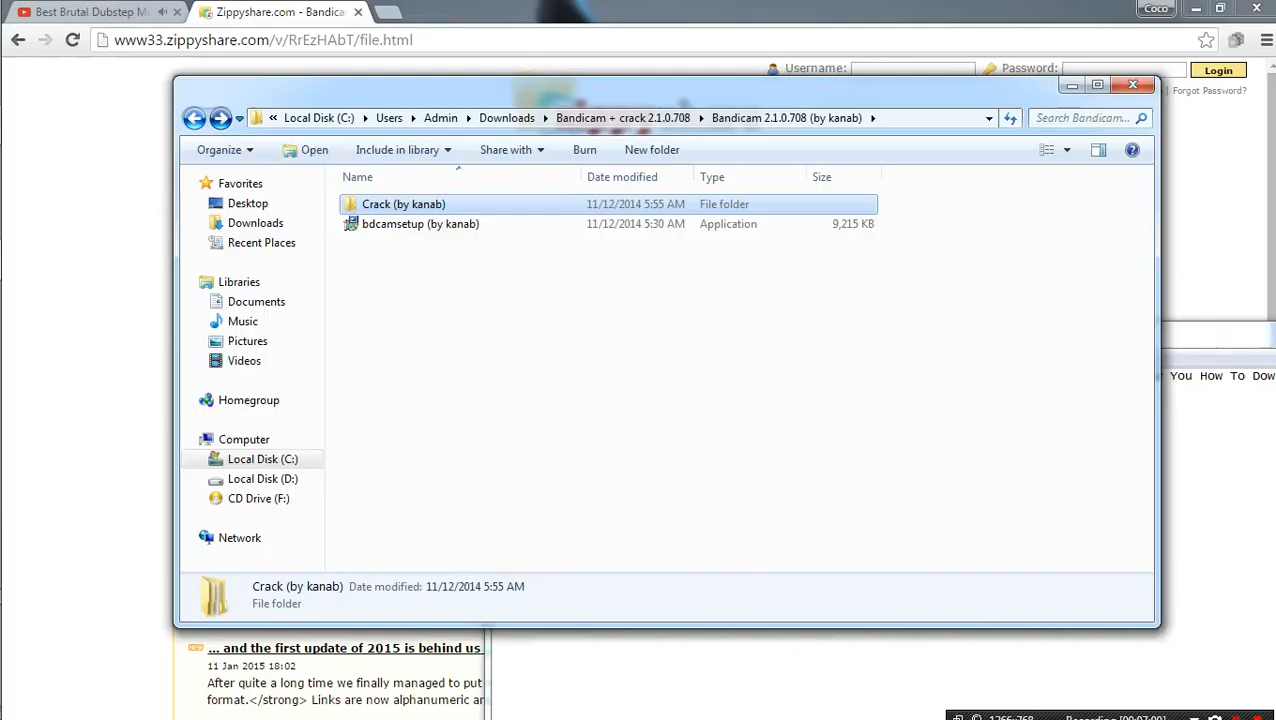 Best Brutal Dubstep M
Zippyshare.com - Bandica
Coco
www33.zippyshare.com/v/RrEzHAbT/file.html
Username:
Password:
Login
Forgot Password?
« Local Disk (C:) Users Admin Downloads Bandicam + crack 2.1.0.708 Bandicam 2.1.0.708 (by kanab)
Search Bandicam...
Organize Open Include in library Share with Burn New folder
Name Date modified Type Size
Favorites
Crack (by kanab) 11/12/2014 5:55 AM File folder
Desktop
bdcamsetup (by kanab) 11/12/2014 5:30 AM Application 9,215 KB
Downloads
Recent Places
Libraries
Documents
Music
Pictures
Videos
You How To Dow
Homegroup
Computer
Local Disk (C:)
Local Disk (D:)
CD Drive (F:)
Network
Crack (by kanab) Date modified: 11/12/2014 5:55 AM
File folder
... and the first update of 2015 is behind us
11 Jan 2015 18:02
After quite a long time we finally managed to put
format.</strong> Links are now alphanumeric an
1366x768 Recording [00:07:00]